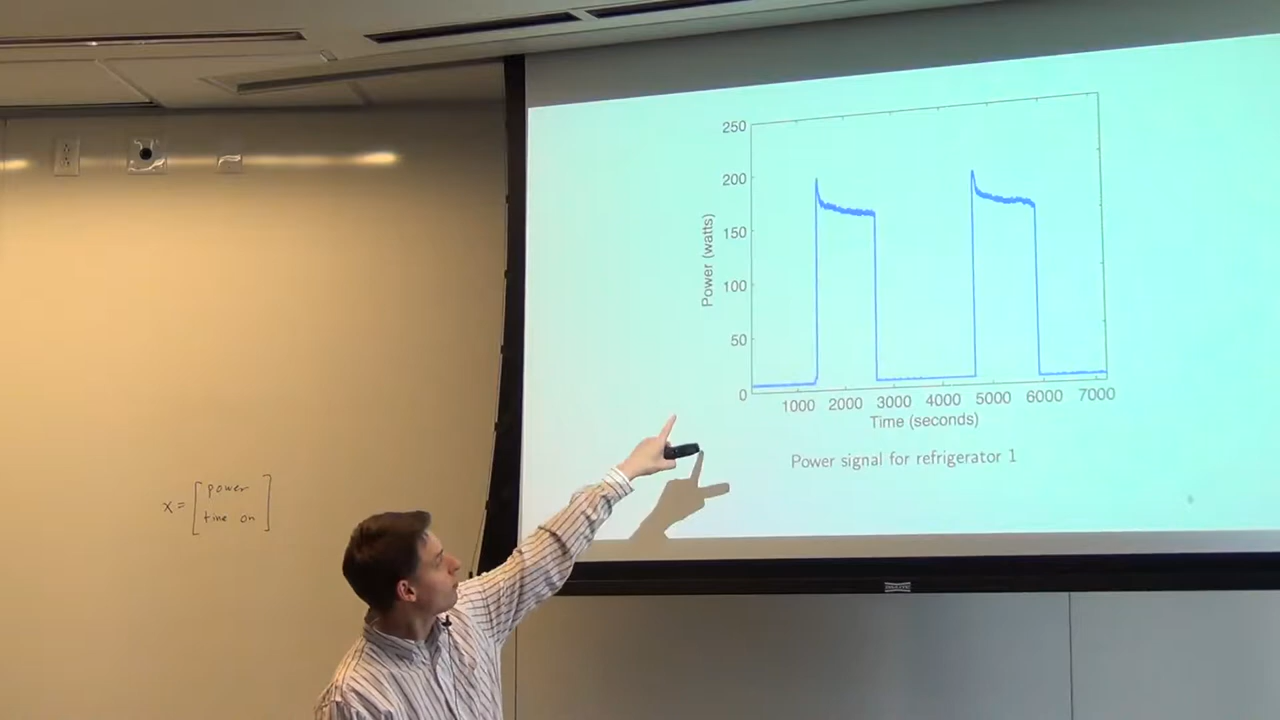 250
200
150
100
50
0
Power (watts)
1000 2000 3000 4000 5000 6000 7000
Time (seconds)
Power signal for refrigerator 1
x = [ power
time on ]